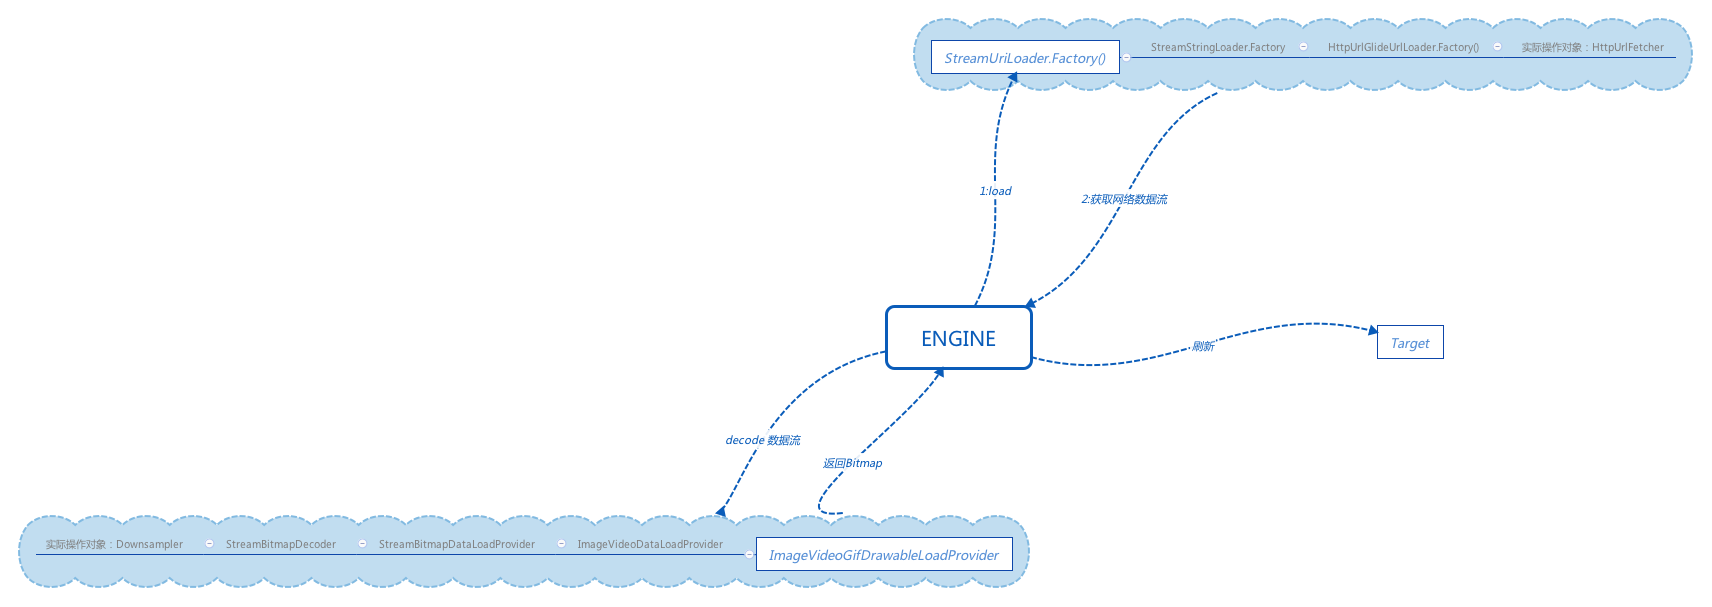 StreamUriLoader.Factory()
StreamStringLoader.Factory
HttpUrlGlideUrlLoader.Factory()
实际操作对象：HttpUrlFetcher
1:load
2:获取网络数据流
ENGINE
刷新
Target
decode 数据流
返回Bitmap
实际操作对象：Downsampler
StreamBitmapDecoder
StreamBitmapDataLoadProvider
ImageVideoDataLoadProvider
ImageVideoGifDrawableLoadProvider